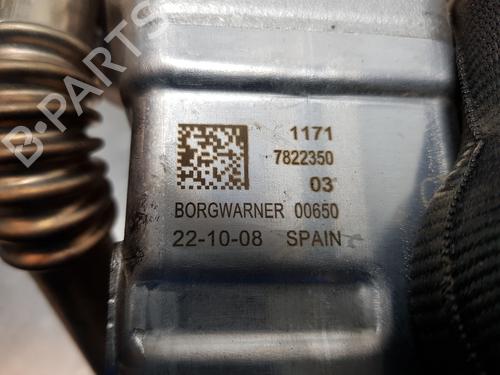 B-PARTS
1171
7822350
03
BORGWARNER 00650
22-10-08 SPAIN